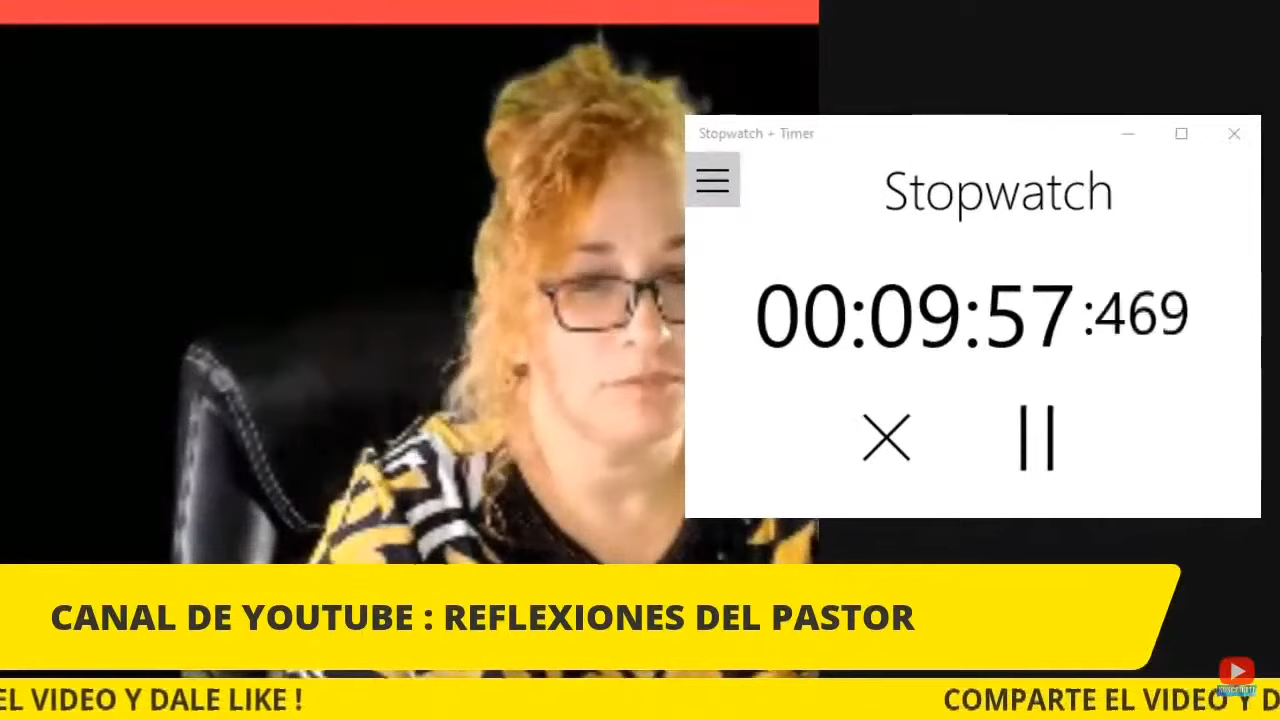 Stopwatch + Timer
Stopwatch
00:09:57:469
CANAL DE YOUTUBE : REFLEXIONES DEL PASTOR
EL VIDEO Y DALE LIKE !
COMPARTE EL VIDEO Y D